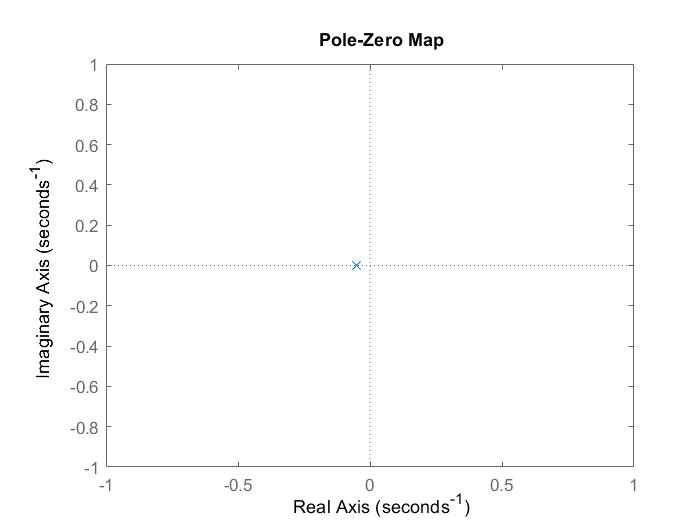 Pole-Zero Map
1
0.8
0.6
0.4
0.2
0
-0.2
-0.4
-0.6
-0.8
-1
Imaginary Axis (seconds⁻¹)
-1 -0.5 0 0.5 1
Real Axis (seconds⁻¹)